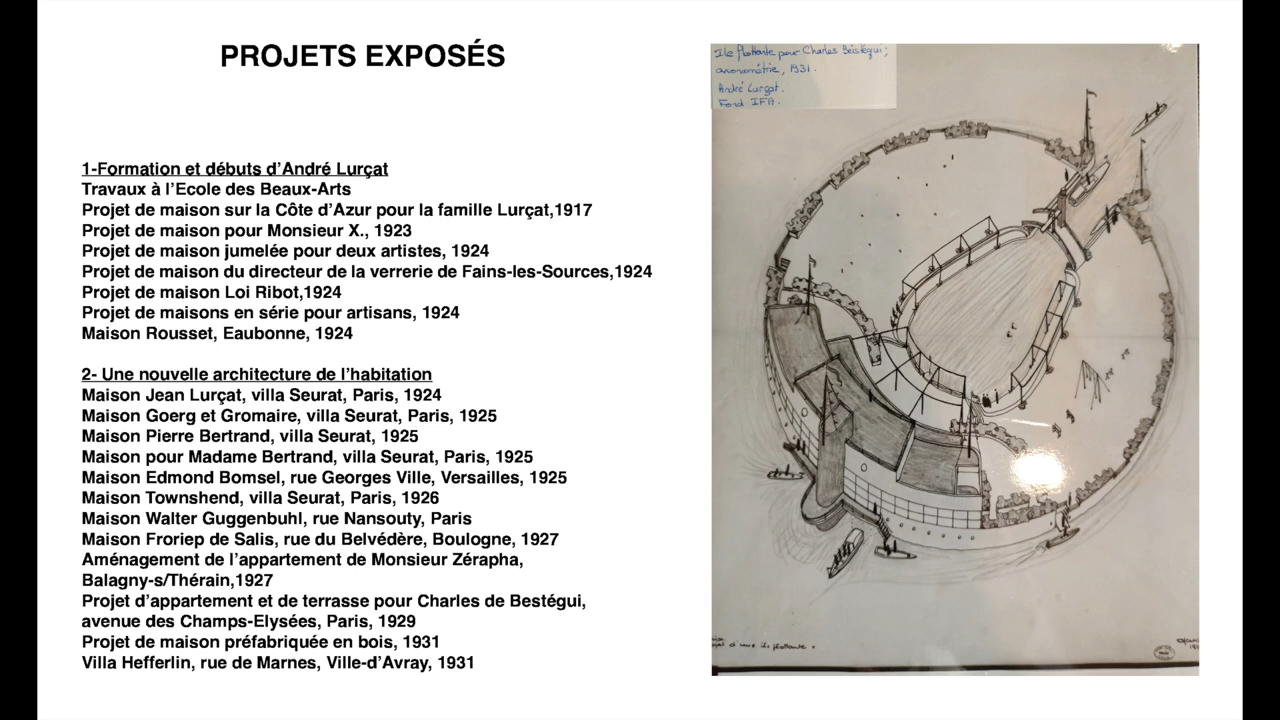 PROJETS EXPOSÉS
1-Formation et débuts d’André Lurçat
Travaux à l’Ecole des Beaux-Arts
Projet de maison sur la Côte d’Azur pour la famille Lurçat,1917
Projet de maison pour Monsieur X., 1923
Projet de maison jumelée pour deux artistes, 1924
Projet de maison du directeur de la verrerie de Fains-les-Sources,1924
Projet de maison Loi Ribot,1924
Projet de maisons en série pour artisans, 1924
Maison Rousset, Eaubonne, 1924
2- Une nouvelle architecture de l’habitation
Maison Jean Lurçat, villa Seurat, Paris, 1924
Maison Goerg et Gromaire, villa Seurat, Paris, 1925
Maison Pierre Bertrand, villa Seurat, 1925
Maison pour Madame Bertrand, villa Seurat, Paris, 1925
Maison Edmond Bomsel, rue Georges Ville, Versailles, 1925
Maison Townshend, villa Seurat, Paris, 1926
Maison Walter Guggenbuhl, rue Nansouty, Paris
Maison Froriep de Salis, rue du Belvédère, Boulogne, 1927
Aménagement de l’appartement de Monsieur Zérapha,
Balagny-s/Thérain,1927
Projet d’appartement et de terrasse pour Charles de Bestégui,
avenue des Champs-Elysées, Paris, 1929
Projet de maison préfabriquée en bois, 1931
Villa Hefferlin, rue de Marnes, Ville-d’Avray, 1931
Ile flottante pour Charles Béistégui;
axonométrie, 1931.
André Lurçat.
Fond IFA.
d'une ile flottante